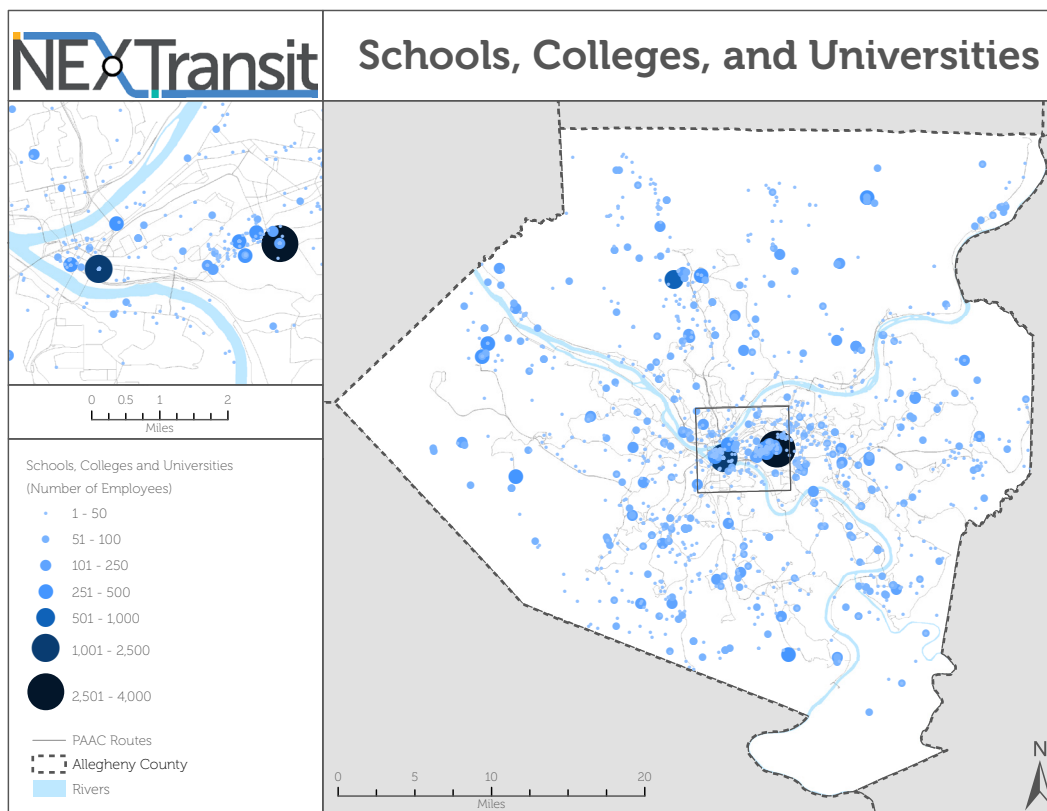 NEXTransit
Schools, Colleges, and Universities
0 0.5 1 2
Miles
Schools, Colleges and Universities
(Number of Employees)
1 - 50
51 - 100
101 - 250
251 - 500
501 - 1,000
1,001 - 2,500
2,501 - 4,000
PAAC Routes
Allegheny County
Rivers
0 5 10 20
Miles
N